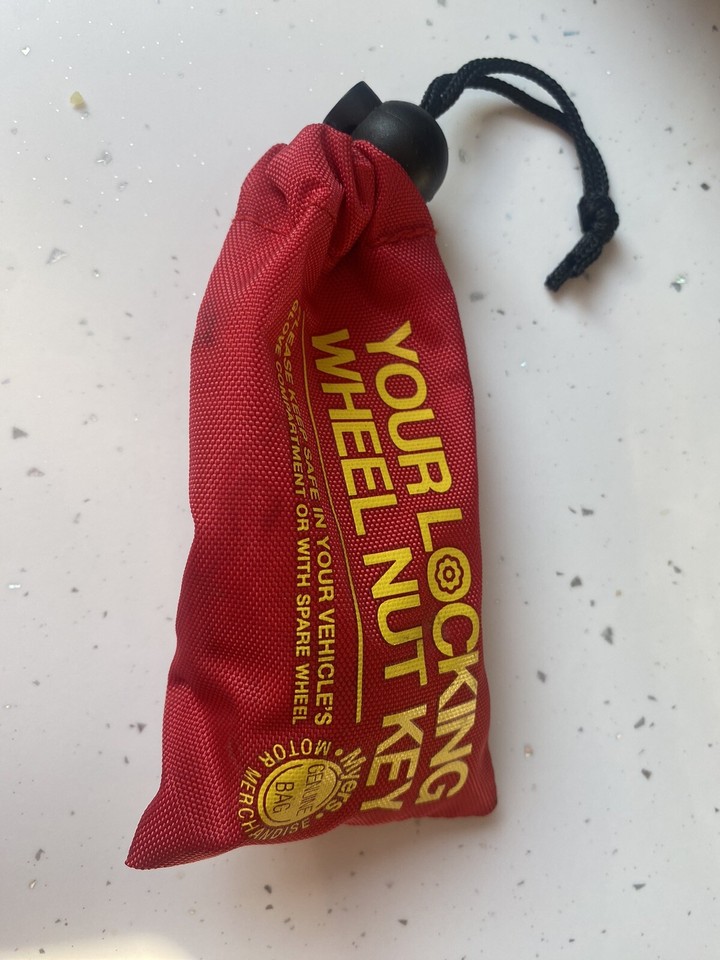 YOUR LOCKING
WHEEL NUT KEY
PLEASE KEEP SAFE IN YOUR VEHICLE'S
GLOVE COMPARTMENT OR WITH SPARE WHEEL
Myers
MOTOR MERCHANDISE
GENUINE
BAG